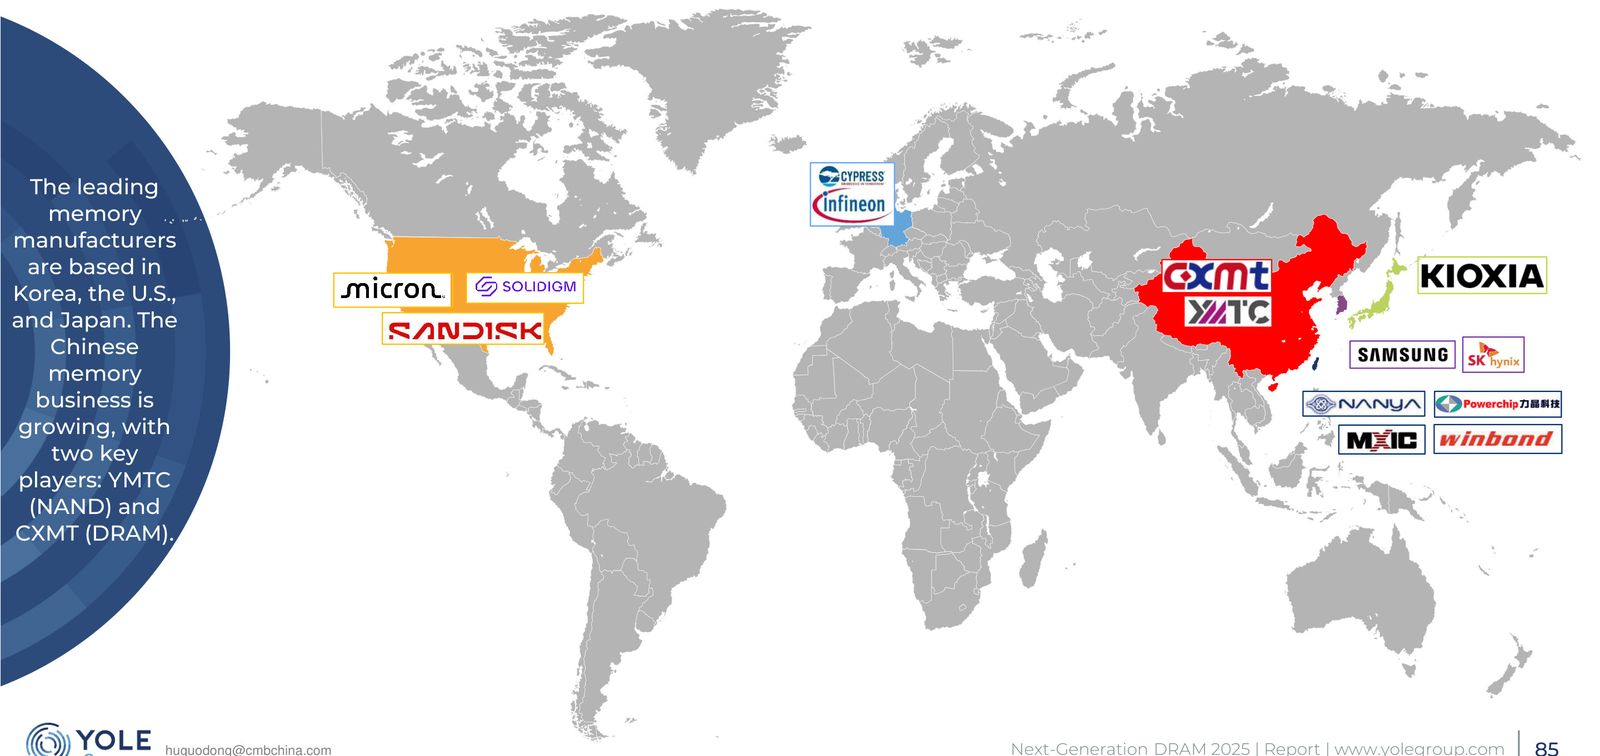 The leading
memory
manufacturers
are based in
Korea, the U.S.,
and Japan. The
Chinese
memory
business is
growing, with
two key
players: YMTC
(NAND) and
CXMT (DRAM).
CYPRESS
infineon
micron
SOLIDIGM
SANDISK
cxmt
YMTC
KIOXIA
SAMSUNG
SK hynix
NANYA
Powerchip力晶科技
MXIC
winbond
YOLE
huguodong@cmbchina.com
Next-Generation DRAM 2025 | Report | www.yolegroup.com
85